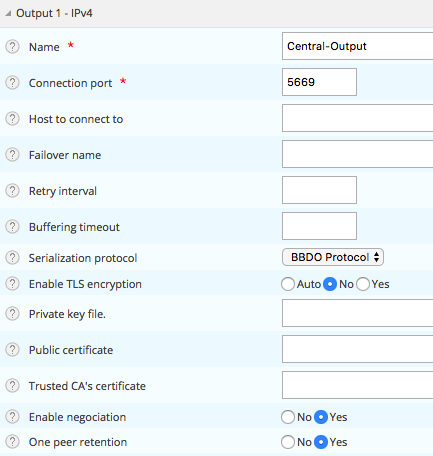 Output 1 - IPv4
? Name * Central-Output
? Connection port * 5669
? Host to connect to
? Failover name
? Retry interval
? Buffering timeout
? Serialization protocol BBDO Protocol
? Enable TLS encryption Auto No Yes
? Private key file.
? Public certificate
? Trusted CA's certificate
? Enable negociation No Yes
? One peer retention No Yes